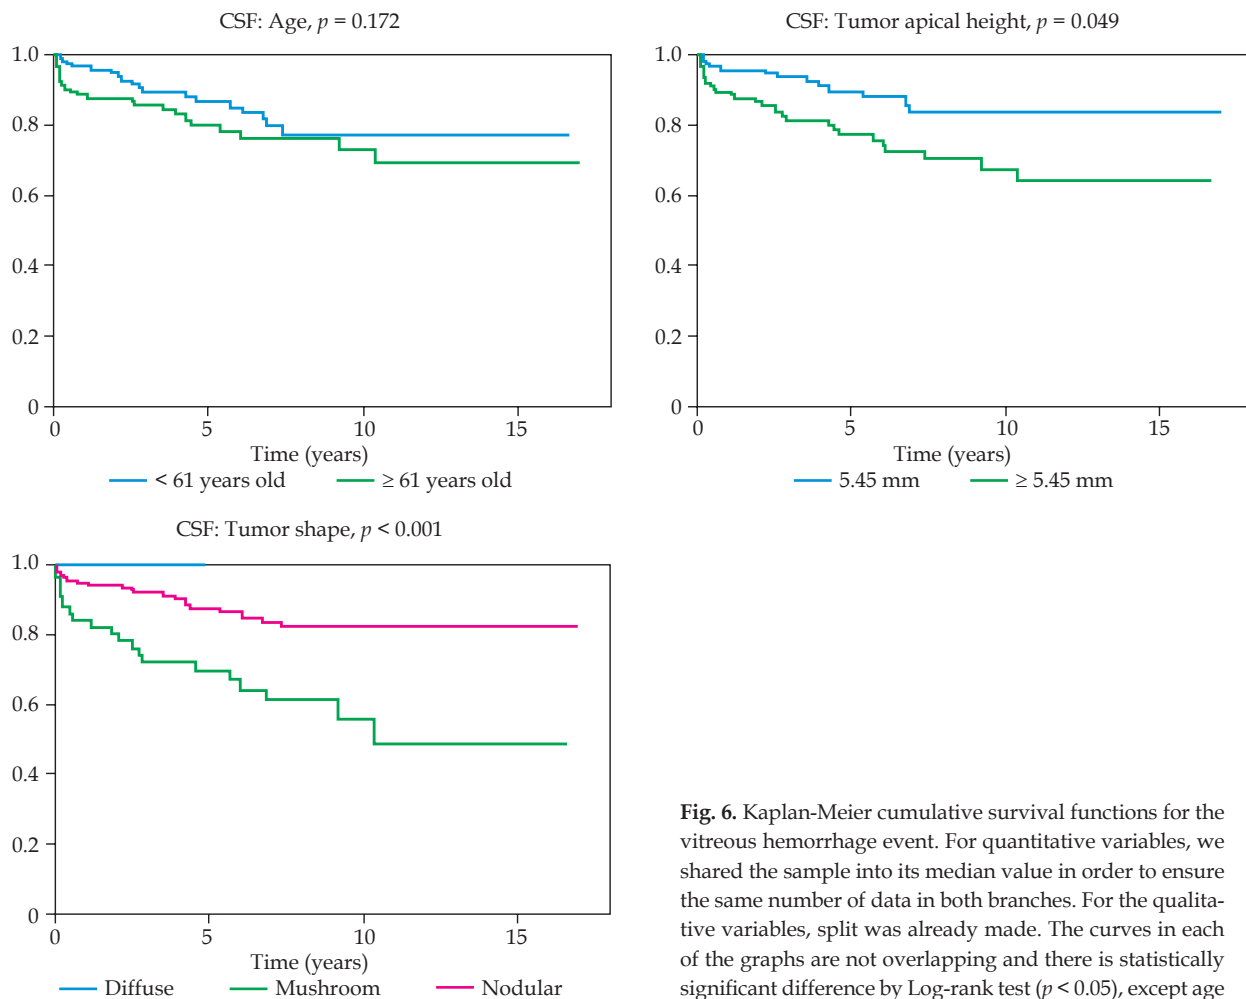 CSF: Age, p = 0.172
1.0
0.8
0.6
0.4
0.2
0
0 5 10 15
Time (years)
< 61 years old ≥ 61 years old
CSF: Tumor apical height, p = 0.049
1.0
0.8
0.6
0.4
0.2
0
0 5 10 15
Time (years)
5.45 mm ≥ 5.45 mm
CSF: Tumor shape, p < 0.001
1.0
0.8
0.6
0.4
0.2
0
0 5 10 15
Time (years)
Diffuse Mushroom Nodular
Fig. 6. Kaplan-Meier cumulative survival functions for the
vitreous hemorrhage event. For quantitative variables, we
shared the sample into its median value in order to ensure
the same number of data in both branches. For the qualita-
tive variables, split was already made. The curves in each
of the graphs are not overlapping and there is statistically
significant difference by Log-rank test (p < 0.05), except age